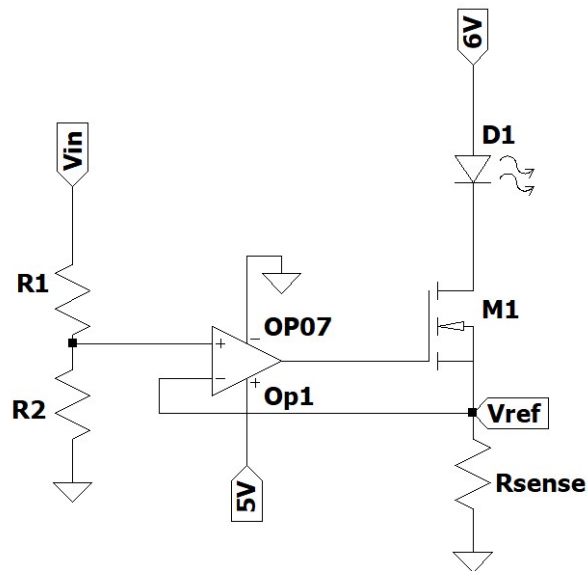 6V
D1
Vin
R1
OP07
M1
+
−
−
+
R2
Op1
Vref
5V
Rsense